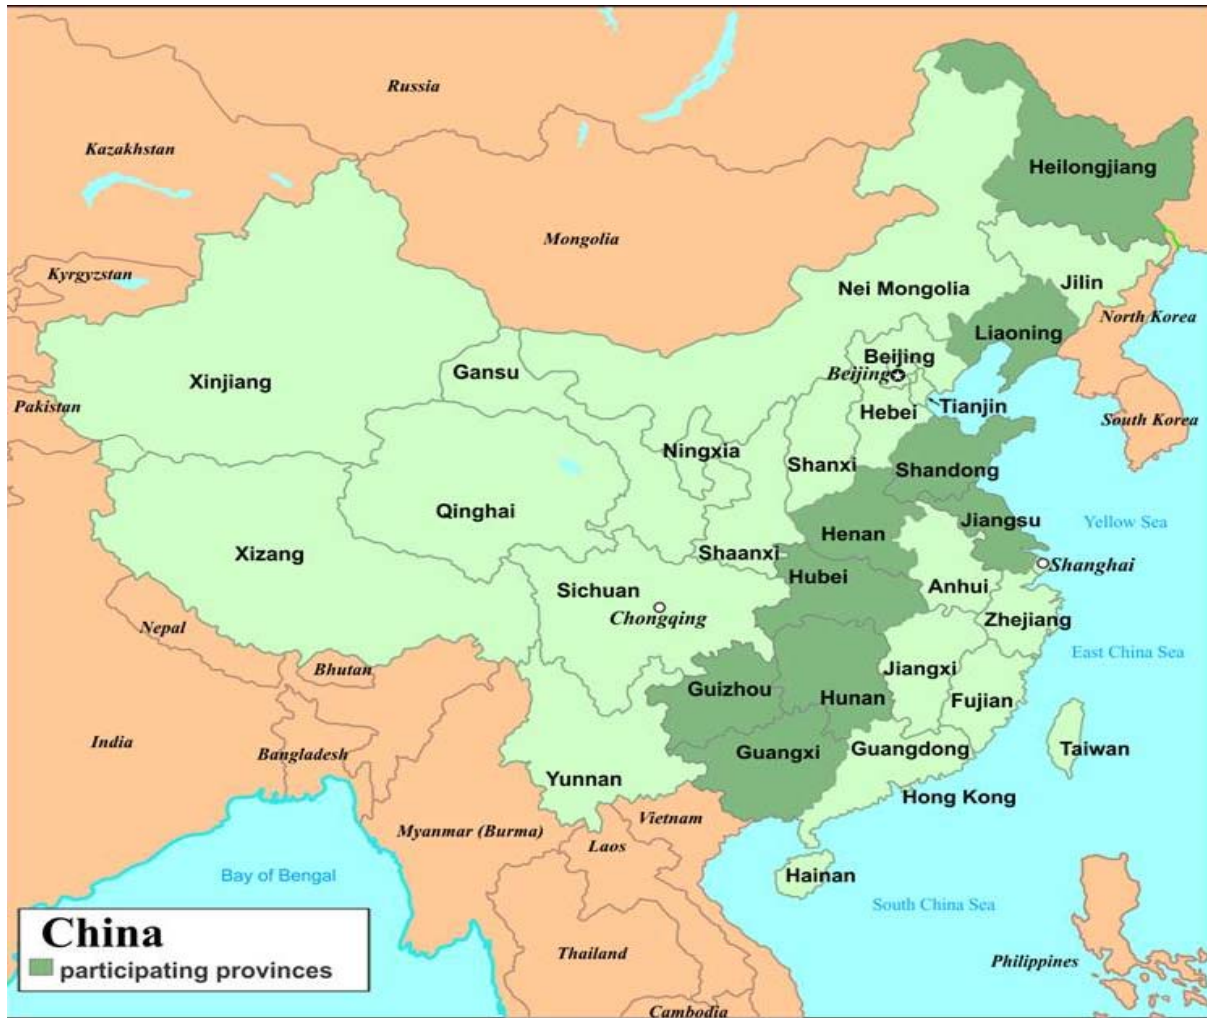 Russia
Kazakhstan
Heilongjiang
Mongolia
Kyrgyzstan
Jilin
Nei Mongolia
North Korea
Liaoning
Beijing
Beijing
Gansu
Xinjiang
Pakistan
Tianjin
Hebei
South Korea
Ningxia
Shanxi
Shandong
Qinghai
Jiangsu
Yellow Sea
Henan
Xizang
Shaanxi
Shanghai
Hubei
Anhui
Sichuan
Chongqing
Zhejiang
Nepal
East China Sea
Bhutan
Jiangxi
Guizhou
Hunan
Fujian
India
Bangladesh
Guangxi
Guangdong
Taiwan
Yunnan
Hong Kong
Vietnam
Myanmar (Burma)
Laos
Bay of Bengal
Hainan
South China Sea
China
participating provinces
Thailand
Philippines
Cambodia